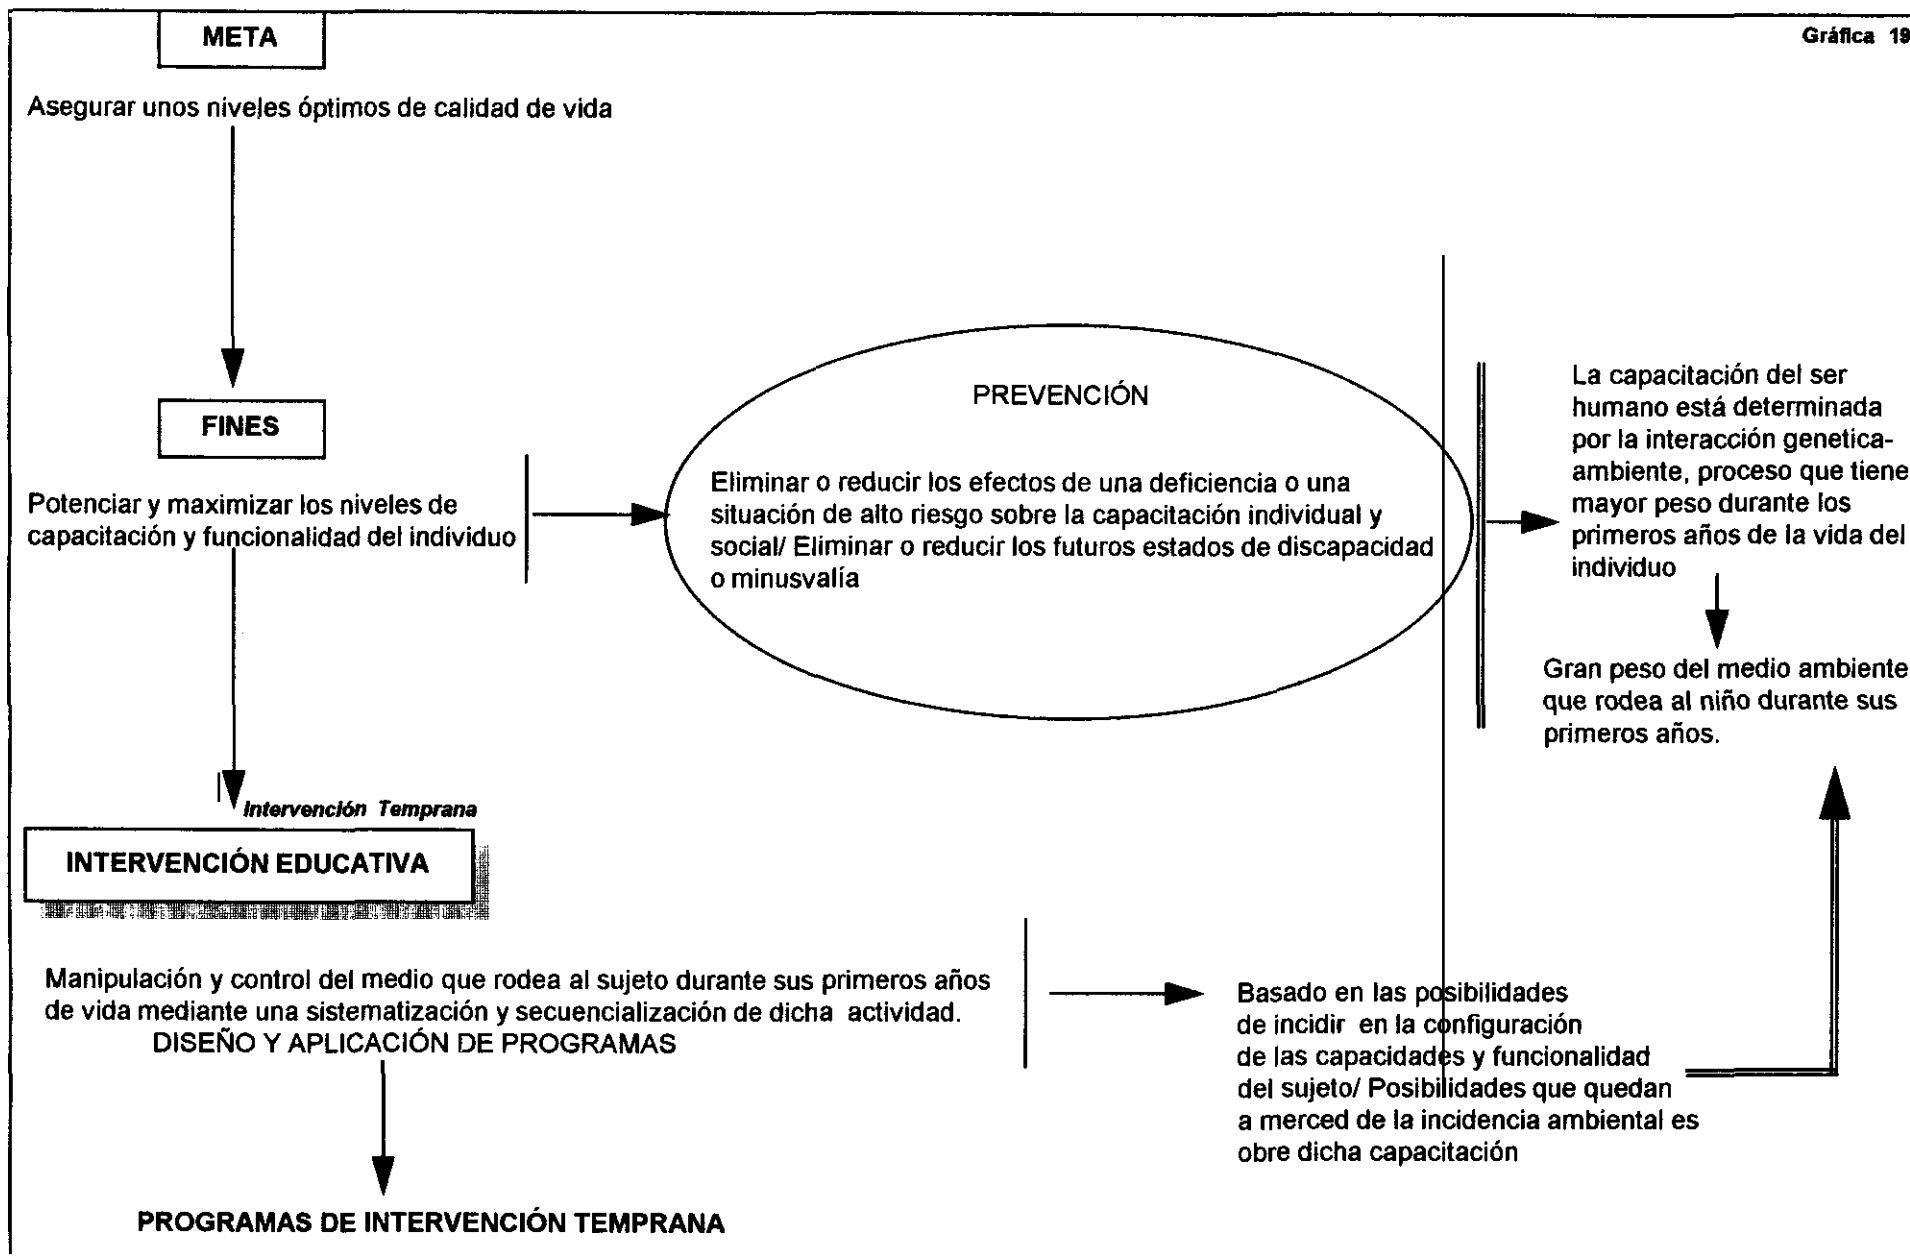 META
Gráfica 19
Asegurar unos niveles óptimos de calidad de vida
FINES
Potenciar y maximizar los niveles de
capacitación y funcionalidad del individuo
PREVENCIÓN
Eliminar o reducir los efectos de una deficiencia o una
situación de alto riesgo sobre la capacitación individual y
social/ Eliminar o reducir los futuros estados de discapacidad
o minusvalía
La capacitación del ser
humano está determinada
por la interacción genetica-
ambiente, proceso que tiene
mayor peso durante los
primeros años de la vida del
individuo
Gran peso del medio ambiente
que rodea al niño durante sus
primeros años.
Intervención Temprana
INTERVENCIÓN EDUCATIVA
Manipulación y control del medio que rodea al sujeto durante sus primeros años
de vida mediante una sistematización y secuencialización de dicha actividad.
DISEÑO Y APLICACIÓN DE PROGRAMAS
Basado en las posibilidades
de incidir en la configuración
de las capacidades y funcionalidad
del sujeto/ Posibilidades que quedan
a merced de la incidencia ambiental es
obre dicha capacitación
PROGRAMAS DE INTERVENCIÓN TEMPRANA